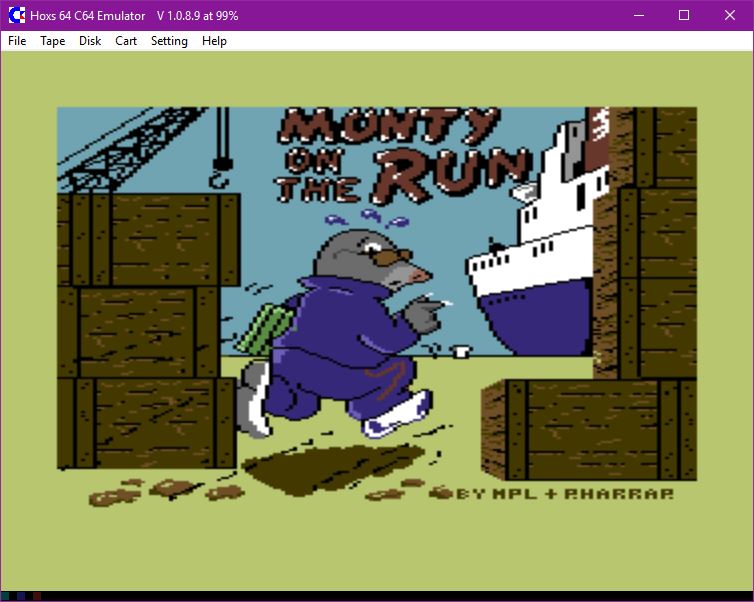 Hoxs 64 C64 Emulator V 1.0.8.9 at 99%
File Tape Disk Cart Setting Help
MONTY
ON
THE RUN
BY MPL + P.HARRAP.